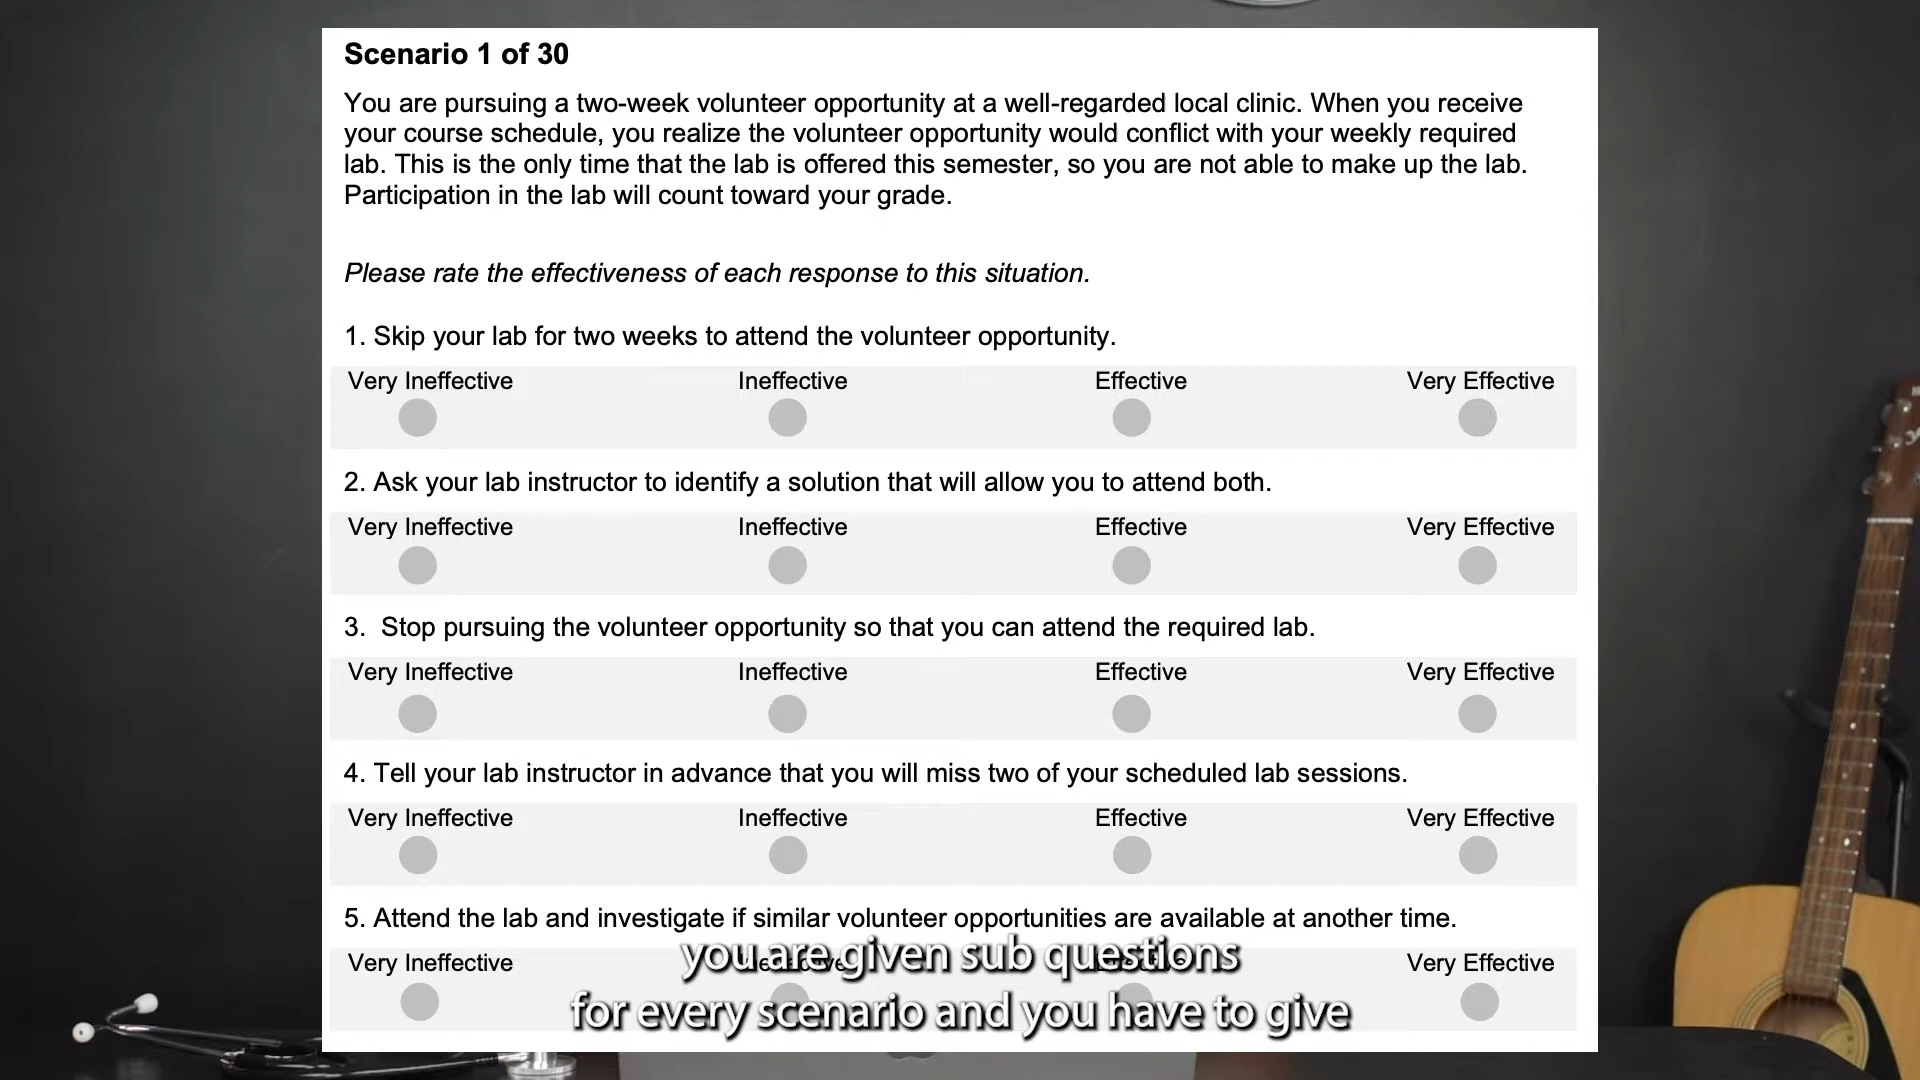 Scenario 1 of 30
You are pursuing a two-week volunteer opportunity at a well-regarded local clinic. When you receive
your course schedule, you realize the volunteer opportunity would conflict with your weekly required
lab. This is the only time that the lab is offered this semester, so you are not able to make up the lab.
Participation in the lab will count toward your grade.
Please rate the effectiveness of each response to this situation.
1. Skip your lab for two weeks to attend the volunteer opportunity.
Very Ineffective Ineffective Effective Very Effective
2. Ask your lab instructor to identify a solution that will allow you to attend both.
Very Ineffective Ineffective Effective Very Effective
3. Stop pursuing the volunteer opportunity so that you can attend the required lab.
Very Ineffective Ineffective Effective Very Effective
4. Tell your lab instructor in advance that you will miss two of your scheduled lab sessions.
Very Ineffective Ineffective Effective Very Effective
5. Attend the lab and investigate if similar volunteer opportunities are available at another time.
Very Ineffective Very Effective
you are given sub questions
for every scenario and you have to give